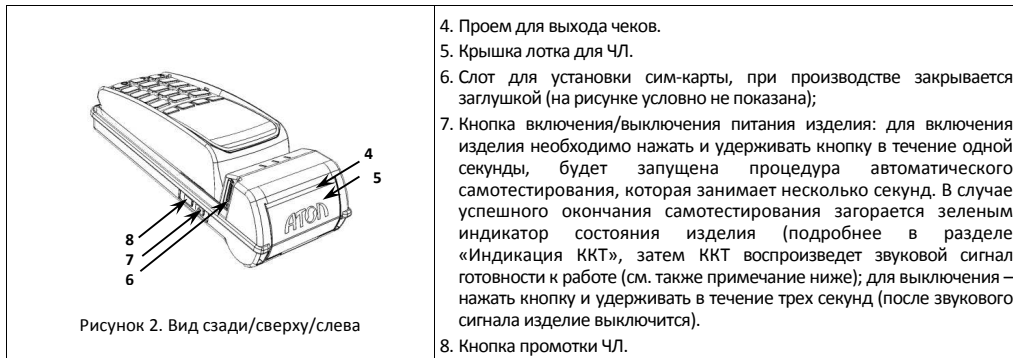 4
5
АТОЛ
8
7
6
Рисунок 2. Вид сзади/сверху/слева
4. Проем для выхода чеков.
5. Крышка лотка для ЧЛ.
6. Слот для установки сим-карты, при производстве закрывается
заглушкой (на рисунке условно не показана);
7. Кнопка включения/выключения питания изделия: для включения
изделия необходимо нажать и удерживать кнопку в течение одной
секунды, будет запущена процедура автоматического
самотестирования, которая занимает несколько секунд. В случае
успешного окончания самотестирования загорается зеленым
индикатор состояния изделия (подробнее в разделе
«Индикация ККТ», затем ККТ воспроизведет звуковой сигнал
готовности к работе (см. также примечание ниже); для выключения –
нажать кнопку и удерживать в течение трех секунд (после звукового
сигнала изделие выключится).
8. Кнопка промотки ЧЛ.